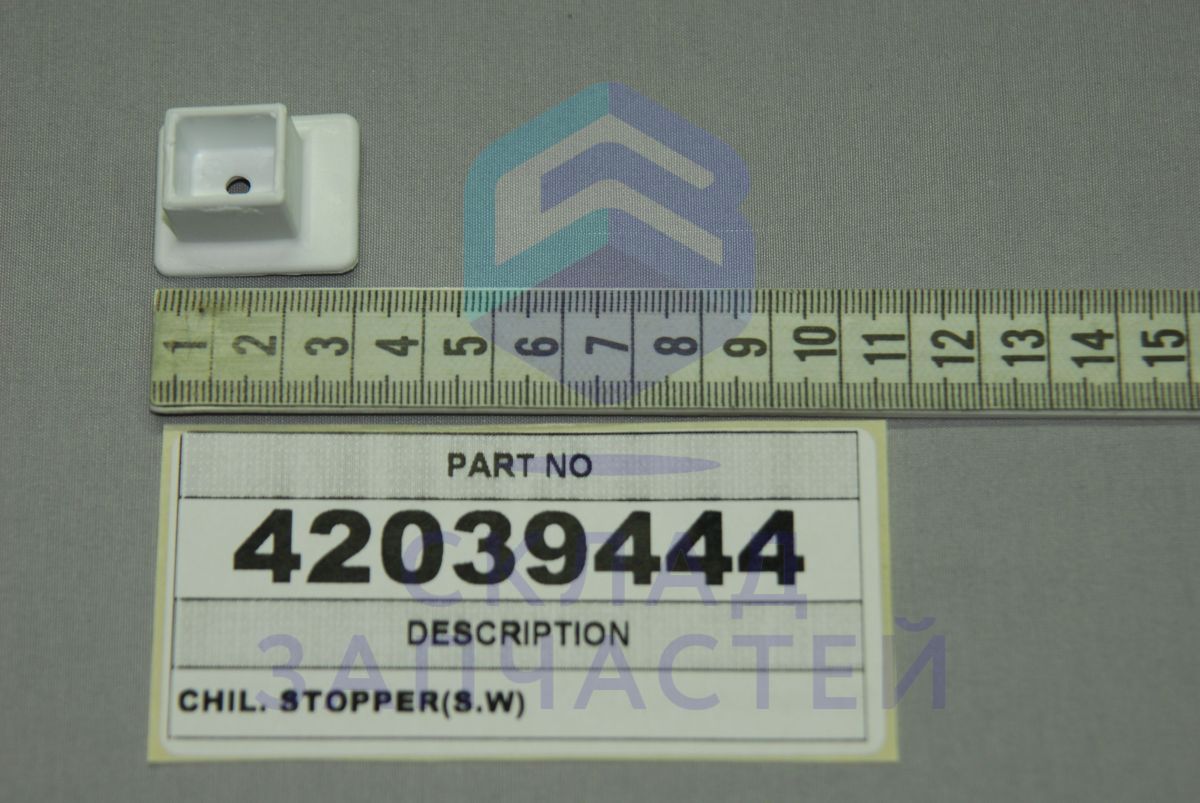 1 2 3 4 5 6 7 8 9 10 11 12 13 14 15
PART NO
42039444
СКЛАД
DESCRIPTION
ЗАПЧАСТЕЙ
CHIL. STOPPER(S.W)